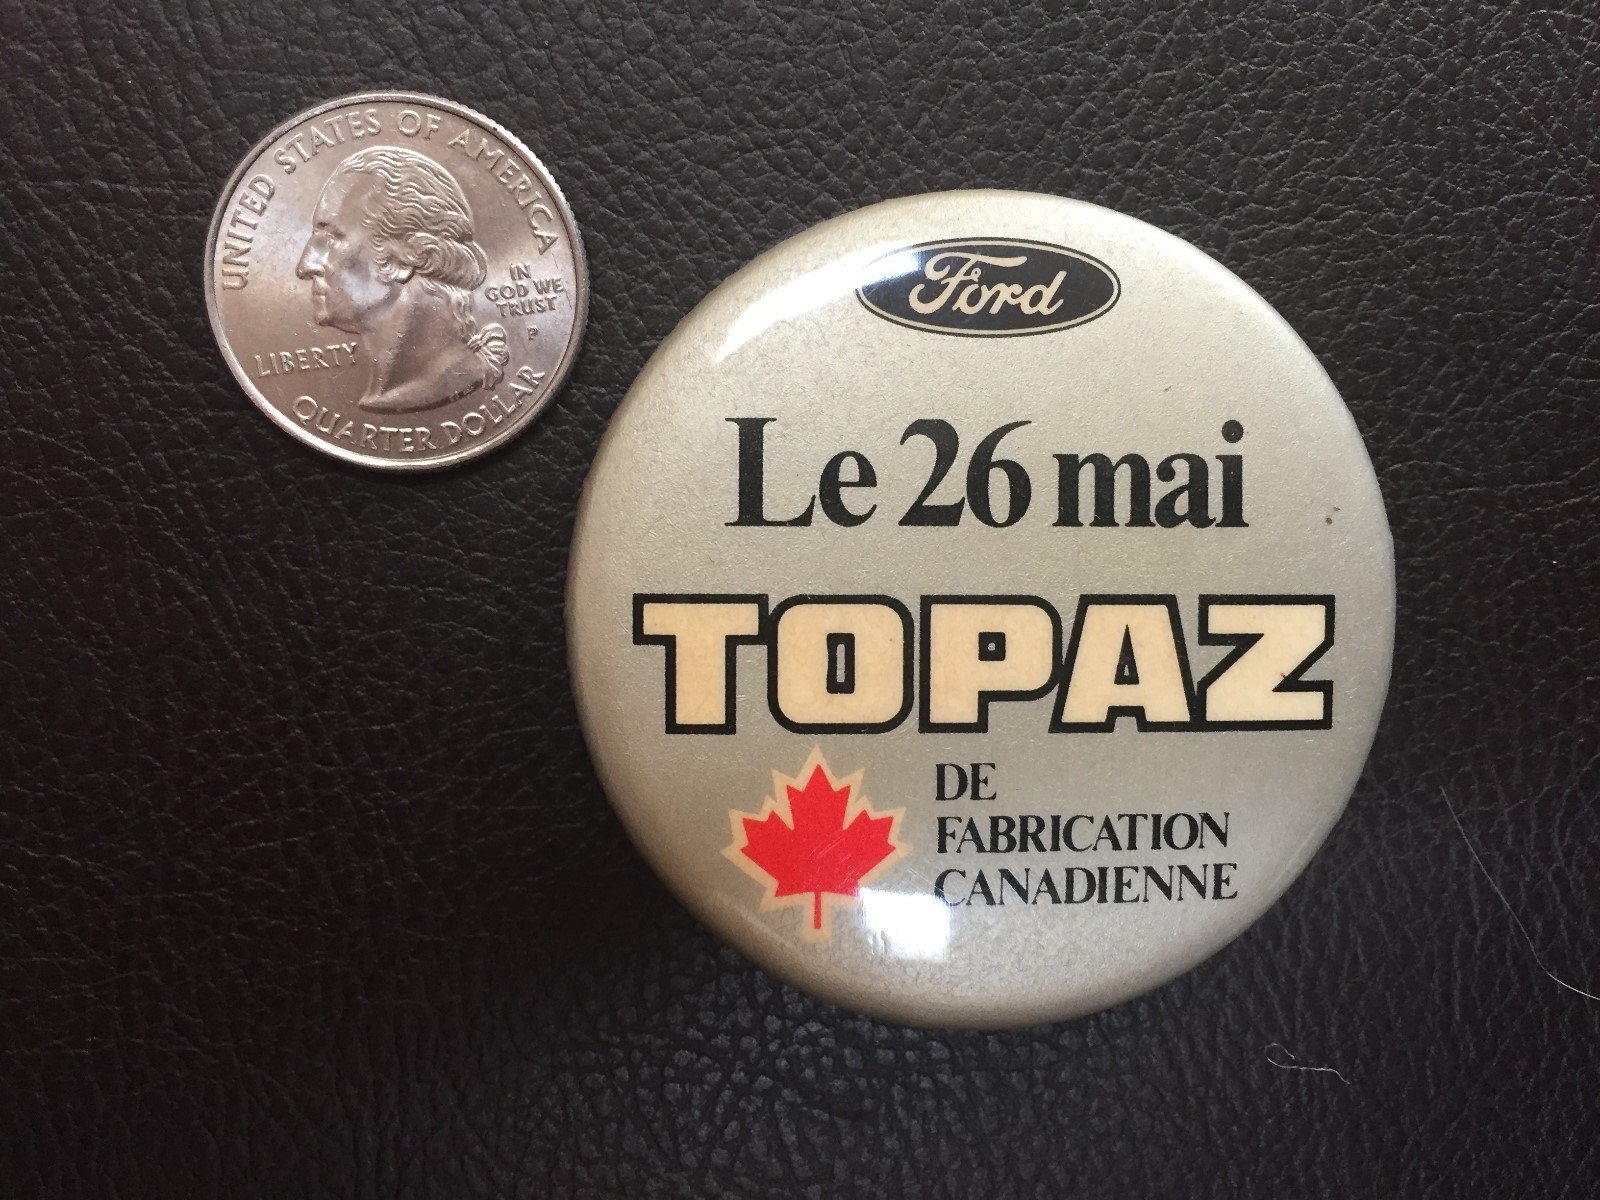 UNITED STATES OF AMERICA
IN
GOD WE
TRUST
P
LIBERTY
QUARTER DOLLAR
Ford
Le 26 mai
TOPAZ
DE
FABRICATION
CANADIENNE